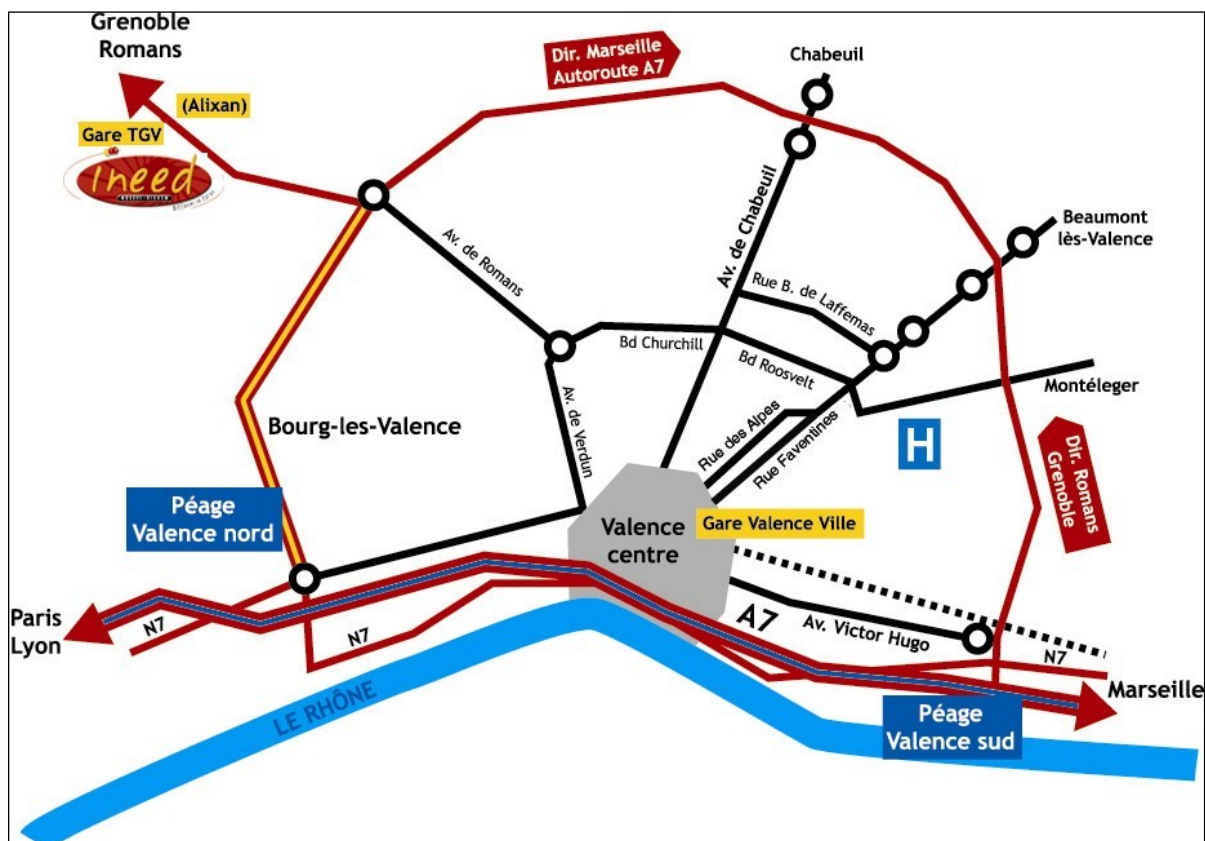 Grenoble
Romans
Dir. Marseille
Autoroute A7
Chabeuil
(Alixan)
Gare TGV
Ineed
Av. de Romans
Av. de Chabeuil
Beaumont
lès-Valence
Rue B. de Laffemas
Bd Churchill
Bd Roosvelt
Montéleger
Av. de Verdun
Bourg-les-Valence
Rue des Alpes
Rue Faventines
H
Dir. Romans
Grenoble
Péage
Valence nord
Valence
centre
Gare Valence Ville
Paris
Lyon
N7
N7
A7
Av. Victor Hugo
N7
Marseille
LE RHÔNE
Péage
Valence sud